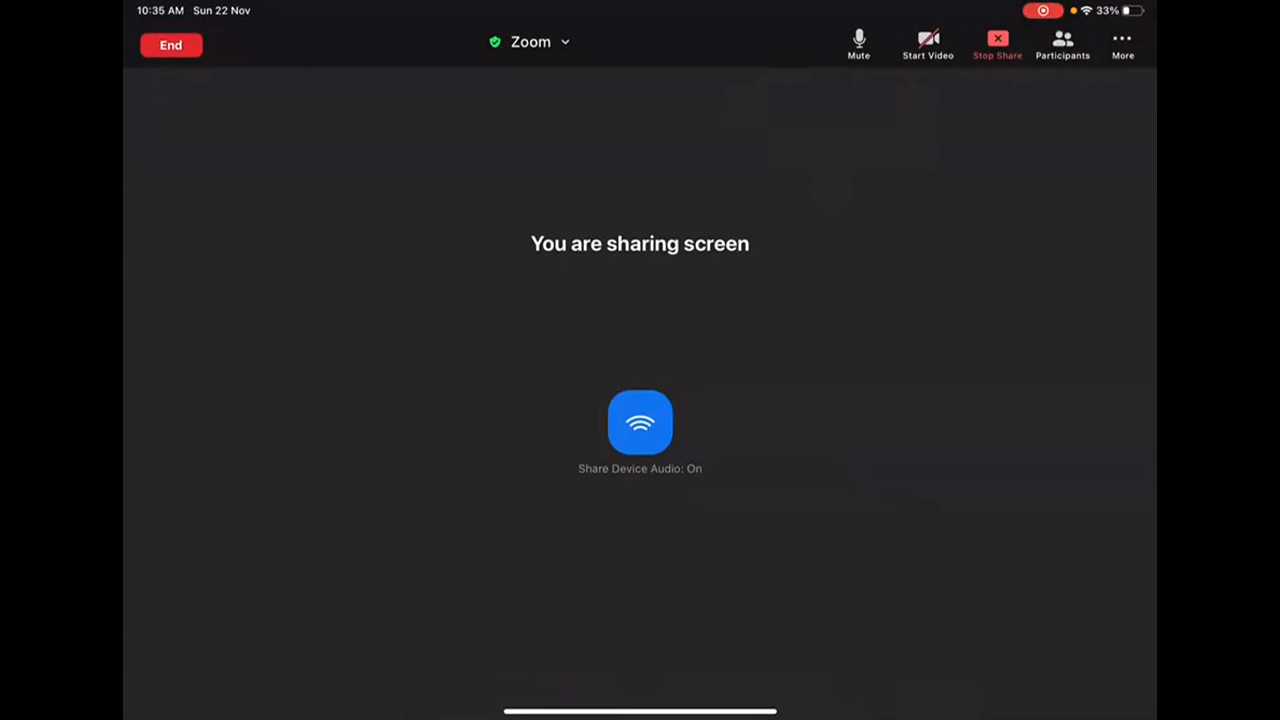 10:35 AM Sun 22 Nov
33%
End
Zoom
Mute
Start Video
Stop Share
Participants
More
You are sharing screen
Share Device Audio: On